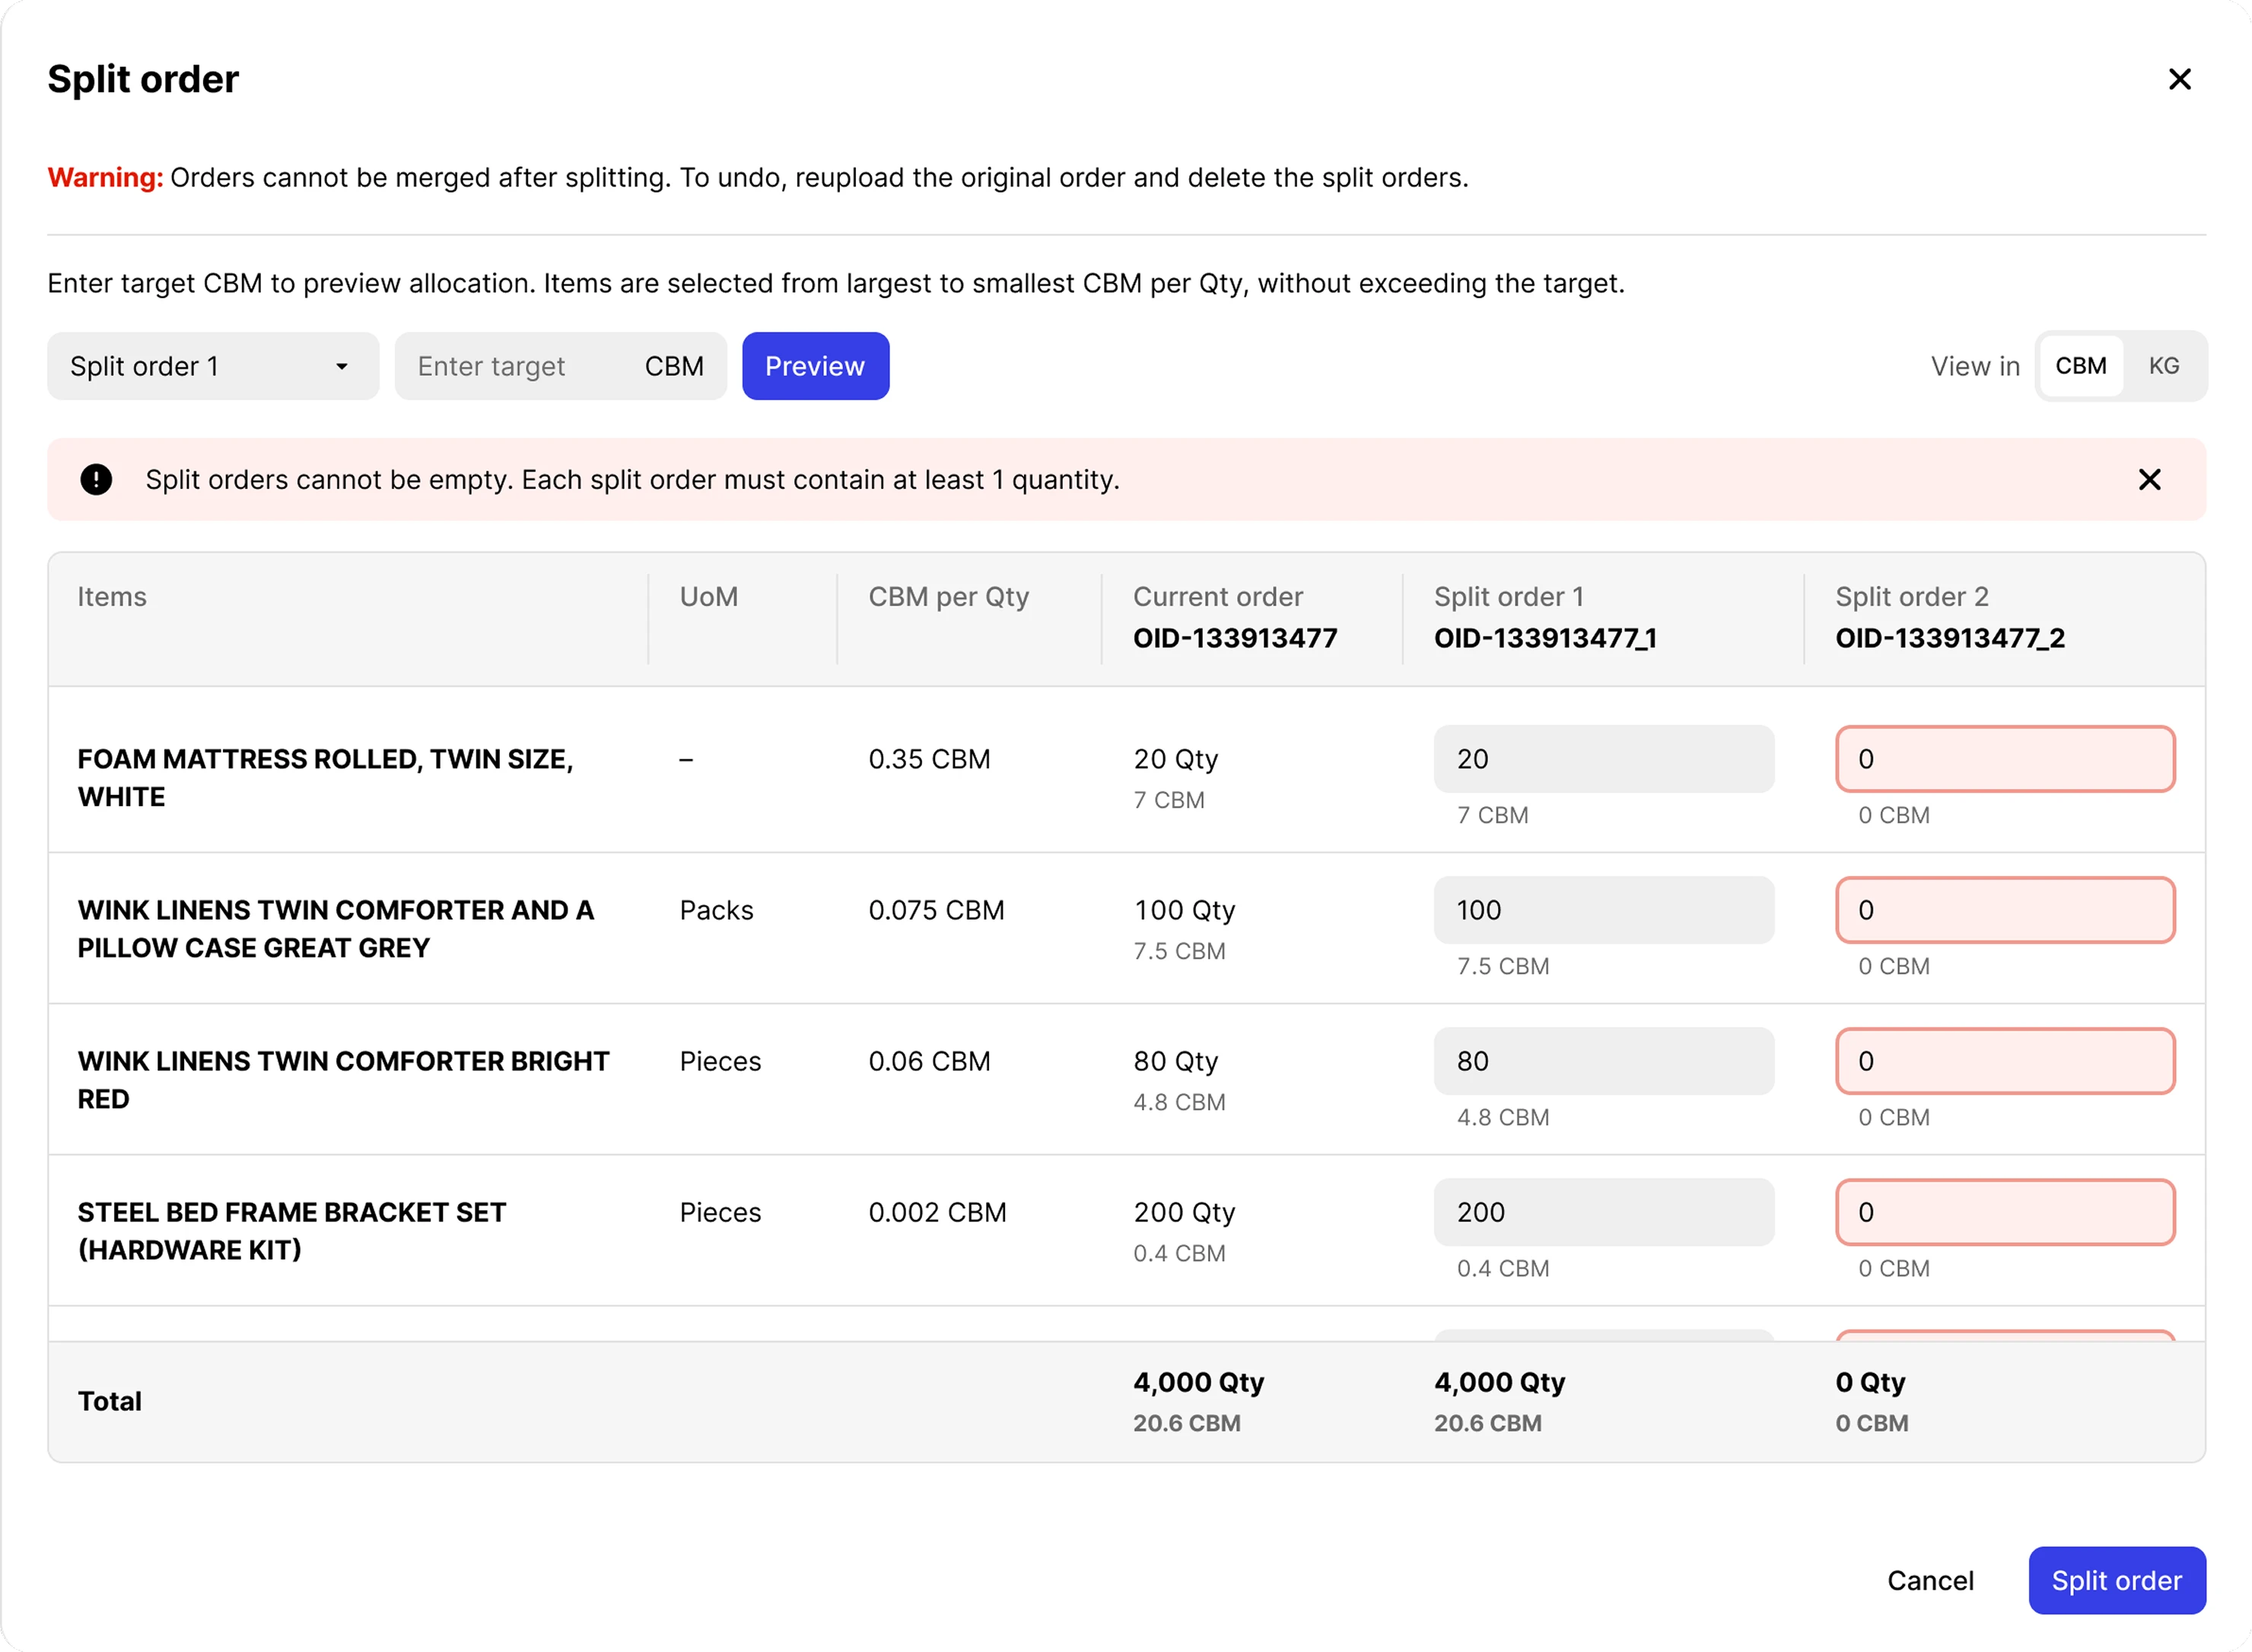 Split order
Warning: Orders cannot be merged after splitting. To undo, reupload the original order and delete the split orders.
Enter target CBM to preview allocation. Items are selected from largest to smallest CBM per Qty, without exceeding the target.
Split order 1 Enter target CBM Preview View in CBM KG
Split orders cannot be empty. Each split order must contain at least 1 quantity.
Items UoM CBM per Qty Current order Split order 1 Split order 2
OID-133913477 OID-133913477_1 OID-133913477_2
FOAM MATTRESS ROLLED, TWIN SIZE, – 0.35 CBM 20 Qty 20 0
WHITE 7 CBM 7 CBM 0 CBM
WINK LINENS TWIN COMFORTER AND A Packs 0.075 CBM 100 Qty 100 0
PILLOW CASE GREAT GREY 7.5 CBM 7.5 CBM 0 CBM
WINK LINENS TWIN COMFORTER BRIGHT Pieces 0.06 CBM 80 Qty 80 0
RED 4.8 CBM 4.8 CBM 0 CBM
STEEL BED FRAME BRACKET SET Pieces 0.002 CBM 200 Qty 200 0
(HARDWARE KIT) 0.4 CBM 0.4 CBM 0 CBM
Total 4,000 Qty 4,000 Qty 0 Qty
20.6 CBM 20.6 CBM 0 CBM
Cancel Split order